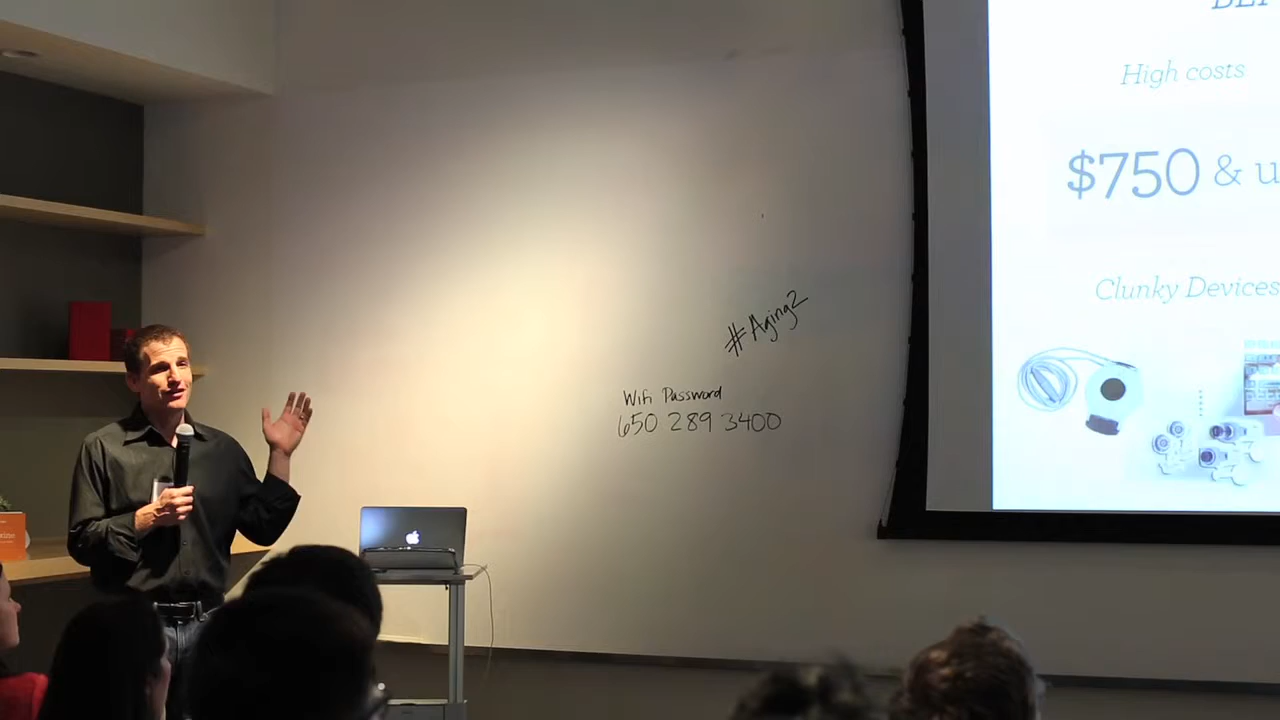 High costs
$750 & u
Clunky Devices
#Aging2
Wifi Password
650 289 3400